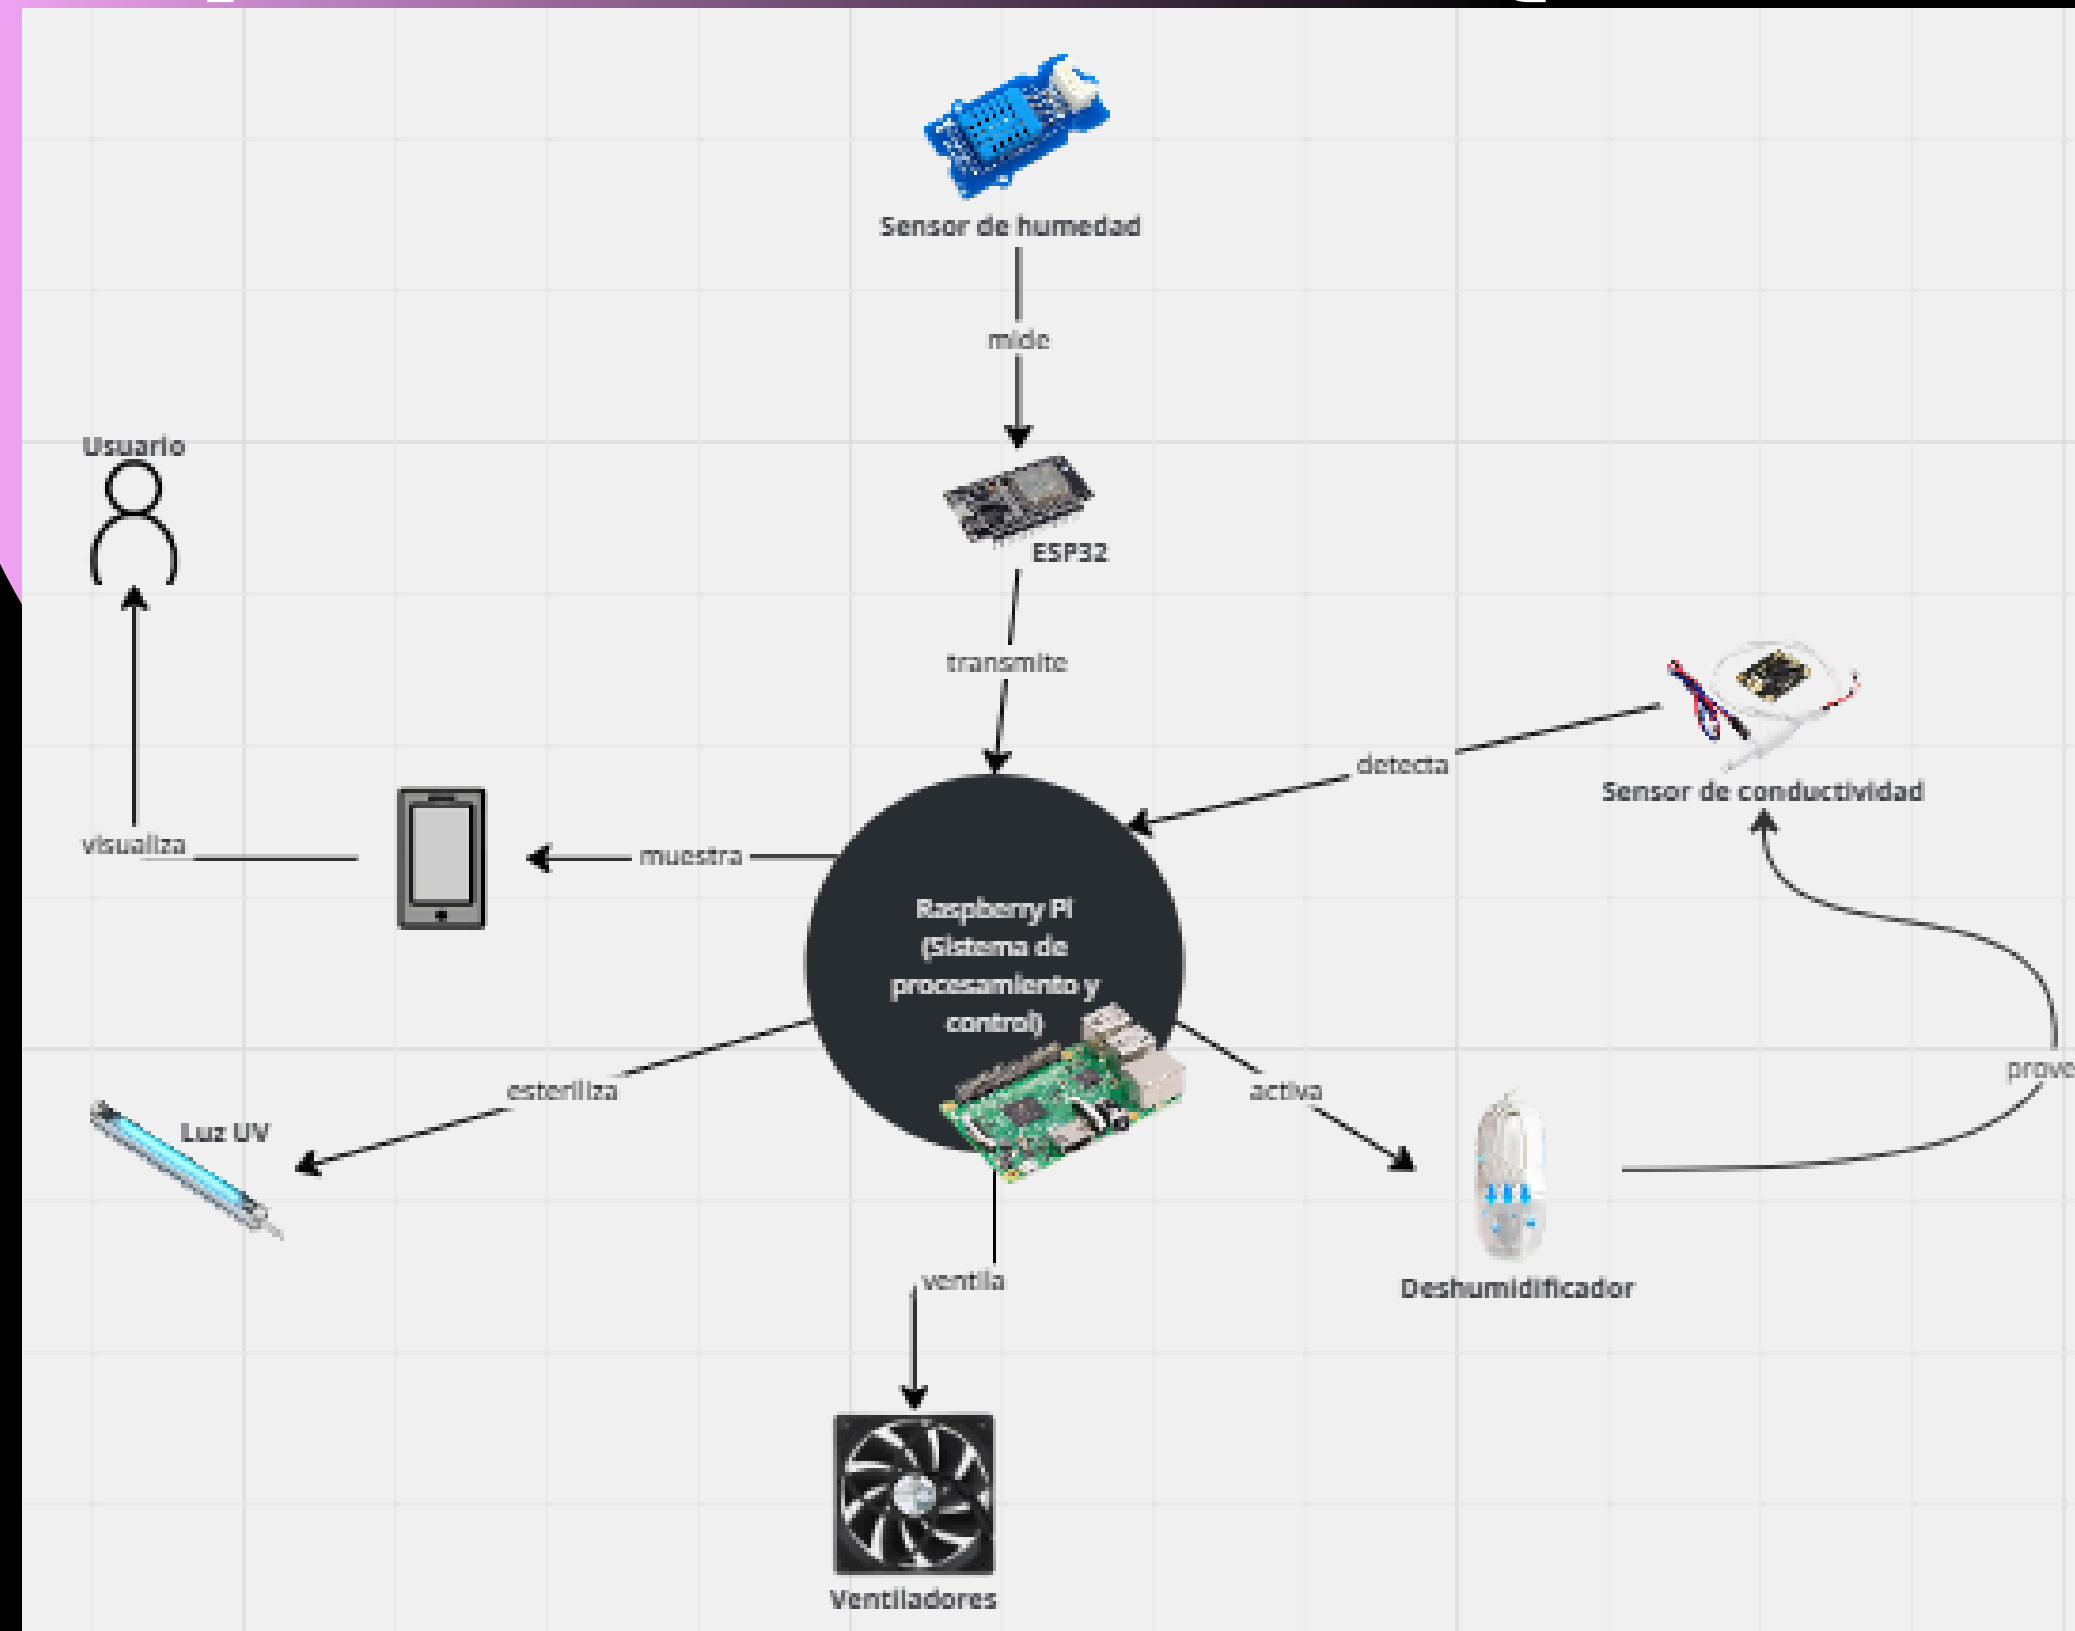 Sensor de humedad
mide
Usuario
ESP32
transmite
detecta
Sensor de conductividad
visualiza
muestra
Raspberry Pi
(Sistema de
procesamiento y
control)
esteriliza
activa
prove
Luz UV
ventila
Deshumidificador
Ventiladores